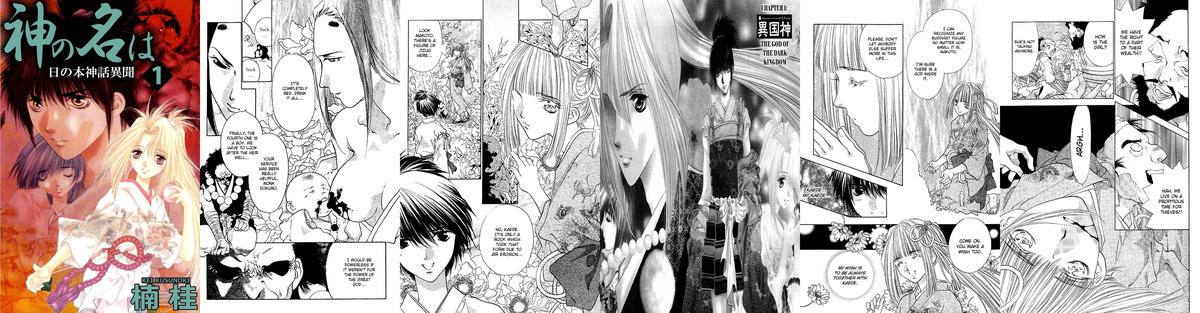 神の名は
日の本神話異聞 1
KEI KUSUNOKI
楠 桂
Suck
Suck
IT'S
COMPLETELY
RED. DRINK
IT ALL...
FINALLY, THE
FOURTH ONE IS
A BOY. WE
HAVE TO LOOK
AFTER THE HEIR
WELL...
YOUR
SERVICE
HAS BEEN
REALLY
HELPFUL,
MONK
DOKURO.
I WOULD BE
POWERLESS IF
IT WEREN'T FOR
THE POWER OF
THE GREAT
GOD...
LOOK,
MAKOTO.
THERE'S A
FIGURE OF
JIZUO
HERE...
NO, KAEDE.
IT'S ONLY A
ROCK WHICH
TOOK THAT
FORM DUE TO
AIR EROSION...
CHAPTER 1:
異国神
THE GOD OF
THE DARK
KINGDOM
PLEASE, DON'T
LET ANYBODY
ELSE SUFFER
MORE IN THIS
LIFE...
I CAN
RECOGNIZE ANY
BUDDHIST FIGURE
NO MATTER HOW
SMALL IT IS,
MAKOTO.
I'M SURE
THERE IS A
GOD INSIDE
IT.
KAEDE...
MY KAEDE...
COME ON,
YOU MAKE A
WISH TOO.
MY WISH IS
TO BE ALWAYS
TOGETHER WITH
KAEDE.
HOW IS
THE GIRL?
SHE'S NOT
TALKING
ANYMORE.
WE HAVE
THE RIGHT
TO A PART
OF THEIR
WEALTH!!
ARGH...
HAH, WE
LIVE ON A
PROPITIOUS
TIME FOR
THIEVES!!